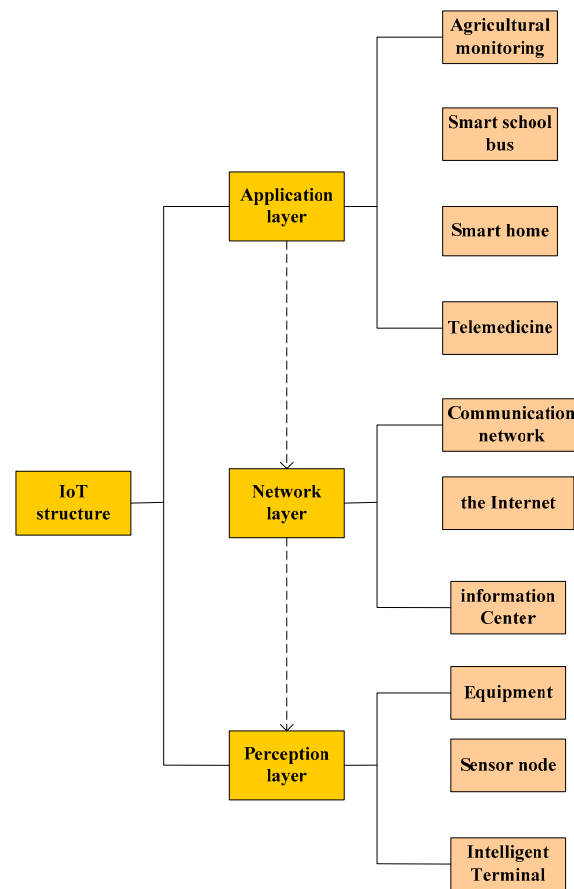 Agricultural
monitoring
Smart school
bus
Application
layer
Smart home
Telemedicine
Communication
network
IoT
structure
Network
layer
the Internet
information
Center
Equipment
Perception
layer
Sensor node
Intelligent
Terminal